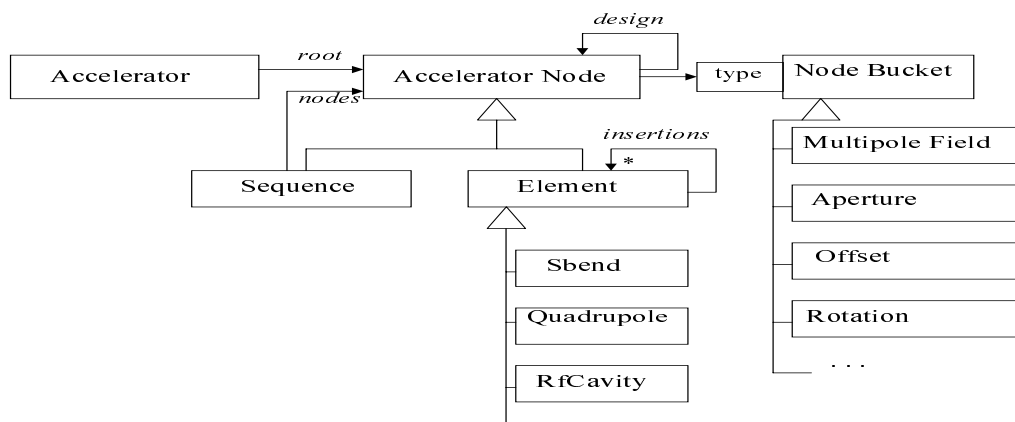 design
root
Accelerator
Accelerator Node
type
Node Bucket
nodes
insertions
*
Multipole Field
Sequence
Element
Aperture
Sbend
Offset
Quadrupole
Rotation
RfCavity
. . .